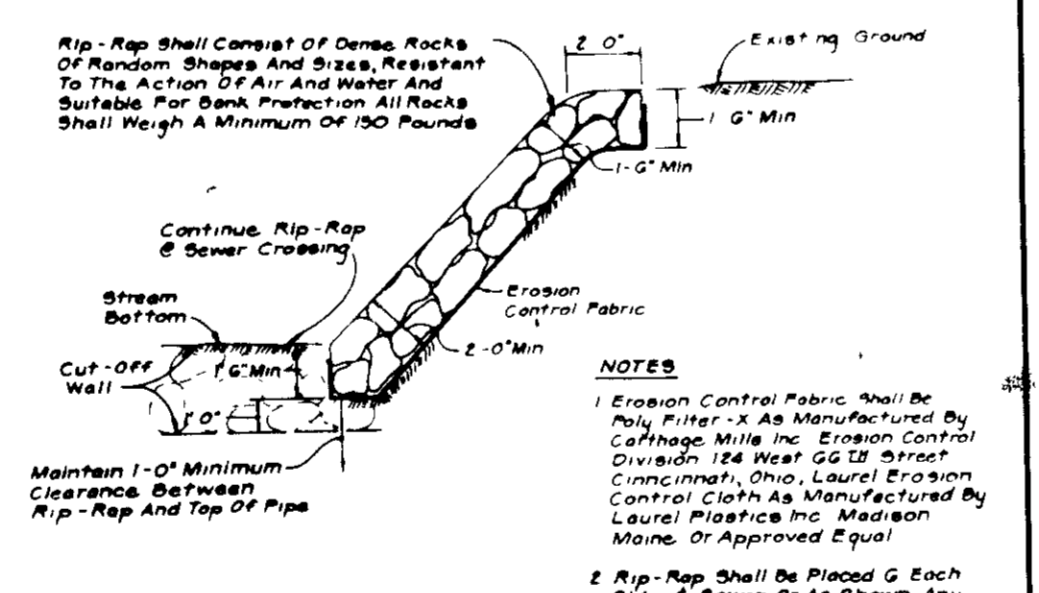 Rip-Rap Shall Consist Of Dense Rocks
Of Random Shapes And Sizes, Resistant
To The Action Of Air And Water And
Suitable For Bank Protection All Rocks
Shall Weigh A Minimum Of 150 Pounds
2 0"
Existing Ground
1 6" Min
1-6" Min
Continue Rip-Rap
@ Sewer Crossing
Stream
Bottom
Erosion
Control Fabric
2-0" Min
Cut-Off
Wall
1' 6" Min
1' 0"
Maintain 1-0" Minimum
Clearance Between
Rip-Rap And Top Of Pipe
NOTES
1 Erosion Control Fabric Shall Be
Poly Filter-X As Manufactured By
Carthage Mills Inc Erosion Control
Division 124 West 66 TH Street
Cinncinnati, Ohio, Laurel Erosion
Control Cloth As Manufactured By
Laurel Plastics Inc Madison
Maine Or Approved Equal
2 Rip-Rap Shall Be Placed 6 Each